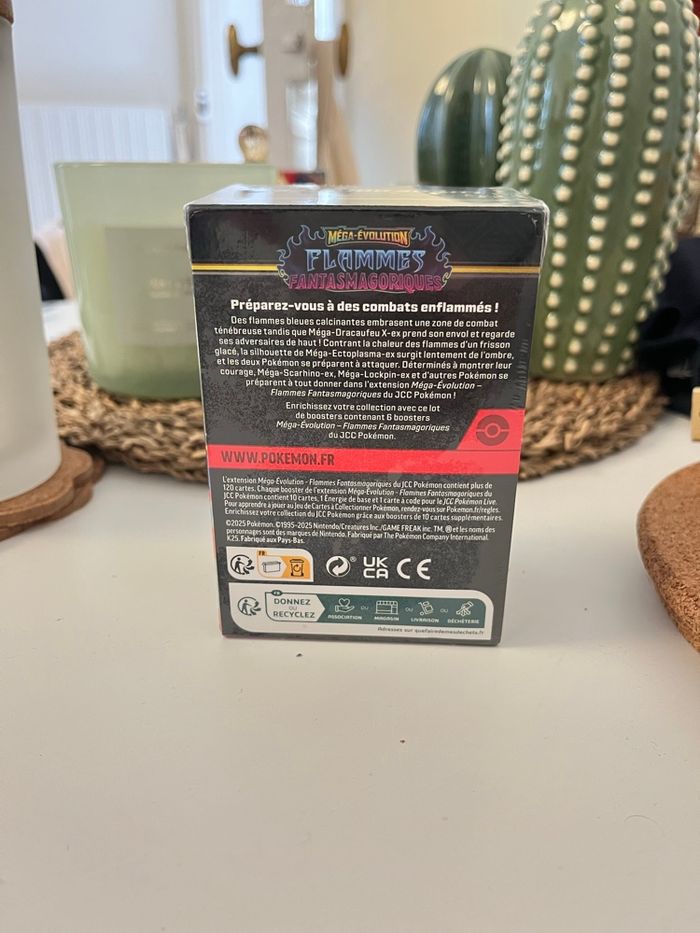 MÉGA-ÉVOLUTION
FLAMMES
FANTASMAGORIQUES
Préparez-vous à des combats enflammés !
Des flammes bleues calcinantes embrasent une zone de combat
ténébreuse tandis que Méga-Dracaufeu X-ex prend son envol et regarde
ses adversaires de haut ! Contrant la chaleur des flammes d'un frisson
glacé, la silhouette de Méga-Ectoplasma-ex surgit lentement de l'ombre,
et les deux Pokémon se préparent à attaquer. Déterminés à montrer leur
courage, Méga-Scarhino-ex, Méga-Lockpin-ex et d'autres Pokémon se
préparent à tout donner dans l'extension Méga-Évolution –
Flammes Fantasmagoriques du JCC Pokémon !
Enrichissez votre collection avec ce lot
de boosters contenant 6 boosters
Méga-Évolution – Flammes Fantasmagoriques
du JCC Pokémon.
WWW.POKEMON.FR
L'extension Méga-Évolution - Flammes Fantasmagoriques du JCC Pokémon contient plus de
120 cartes. Chaque booster de l'extension Méga-Évolution - Flammes Fantasmagoriques du
JCC Pokémon contient 10 cartes, 1 Énergie de base et 1 carte à code pour le JCC Pokémon Live.
Pour apprendre à jouer au Jeu de Cartes à Collectionner Pokémon, rendez-vous sur Pokemon.fr/regles.
Enrichissez votre collection du JCC Pokémon grâce aux boosters de 10 cartes supplémentaires.
©2025 Pokémon. ©1995-2025 Nintendo/Creatures Inc./GAME FREAK inc. TM, ® et les noms des
personnages sont des marques de Nintendo. Fabriqué par The Pokémon Company International.
K25. Fabriqué aux Pays-Bas.
FR
UK
CA
CE
FR
DONNEZ
OU
RECYCLEZ
ASSOCIATION OU MAGASIN OU LIVRAISON OU DÉCHÈTERIE
Adresses sur quefairedemesdechets.fr